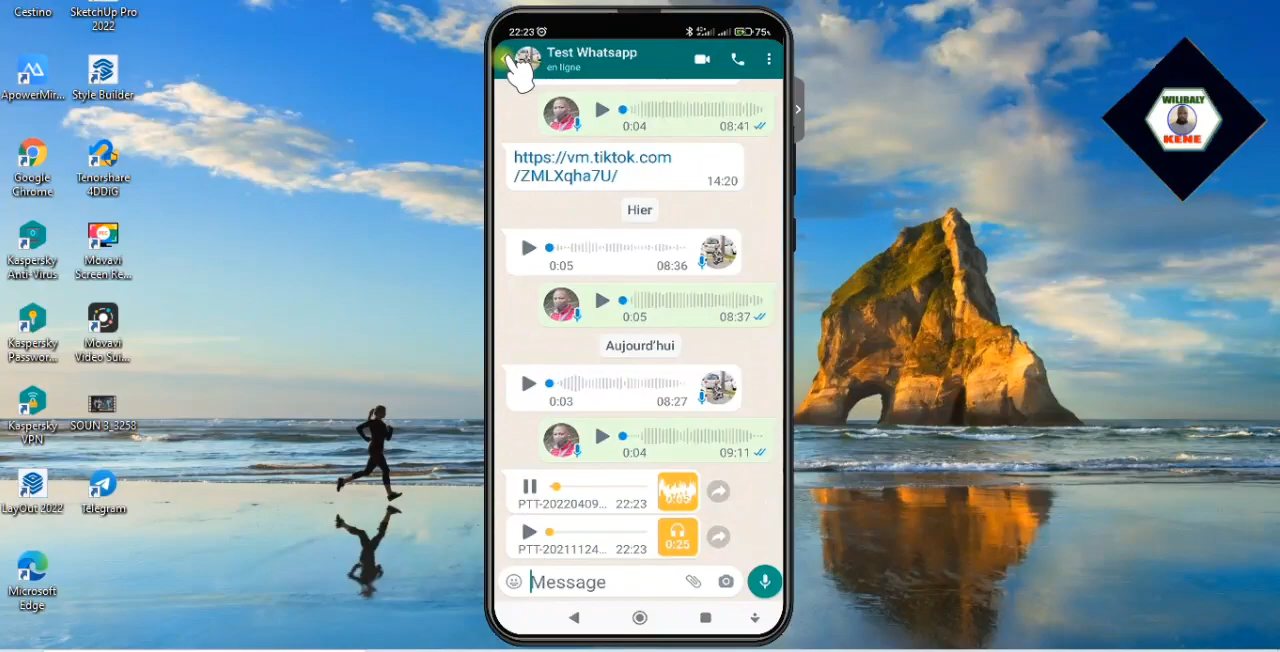 Cestino
SketchUp Pro
2022
ApowerMir...
Style Builder
Google
Chrome
Tenorshare
4DDiG
Kaspersky
Anti-Virus
Movavi
Screen Re...
Kaspersky
Passwor...
Movavi
Video Sui...
Kaspersky
VPN
SOUN 3_3258
LayOut 2022
Telegram
Microsoft
Edge
22:23
75%
Test Whatsapp
en ligne
0:04 08:41
https://vm.tiktok.com
/ZMLXqha7U/
14:20
Hier
0:05 08:36
0:05 08:37
Aujourd'hui
0:03 08:27
0:04 09:11
PTT-20220409... 22:23
0:05
PTT-20211124... 22:23
0:25
Message
WILIBALY
KENE